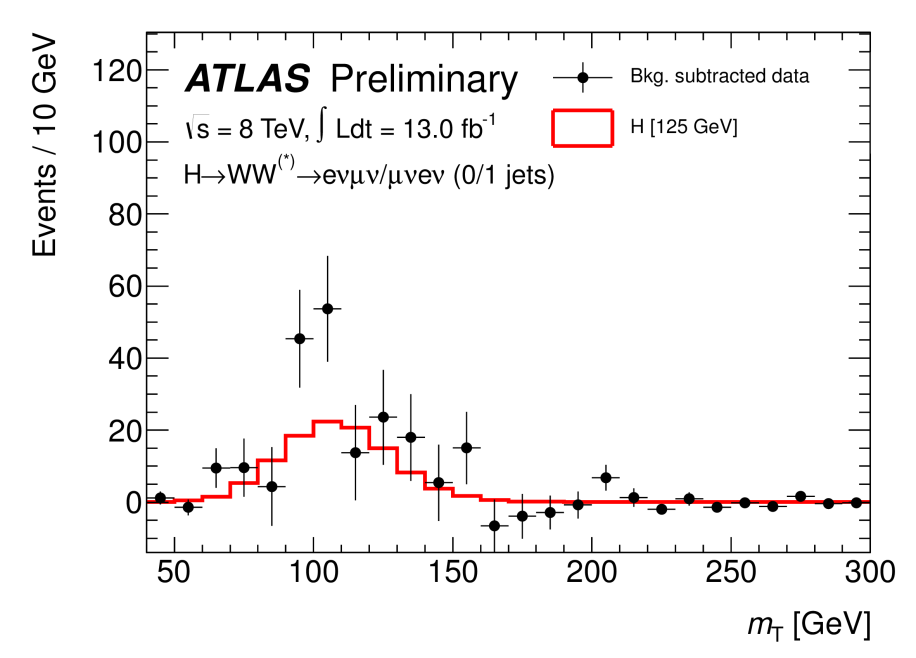 ATLAS Preliminary
√s = 8 TeV, ∫ Ldt = 13.0 fb⁻¹
H→WW⁽*⁾→eνμν/μνeν (0/1 jets)
Bkg. subtracted data
H [125 GeV]
Events / 10 GeV
120
100
80
60
40
20
0
50 100 150 200 250 300
m_T [GeV]